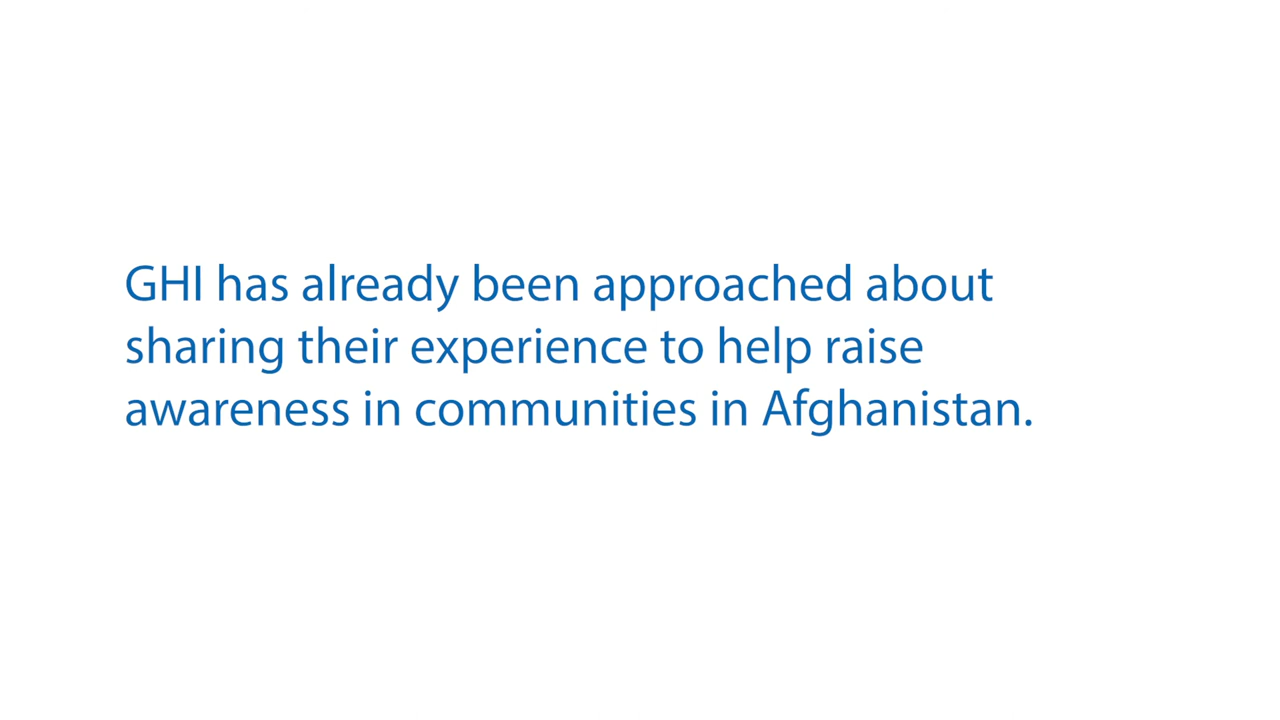 GHI has already been approached about
sharing their experience to help raise
awareness in communities in Afghanistan.